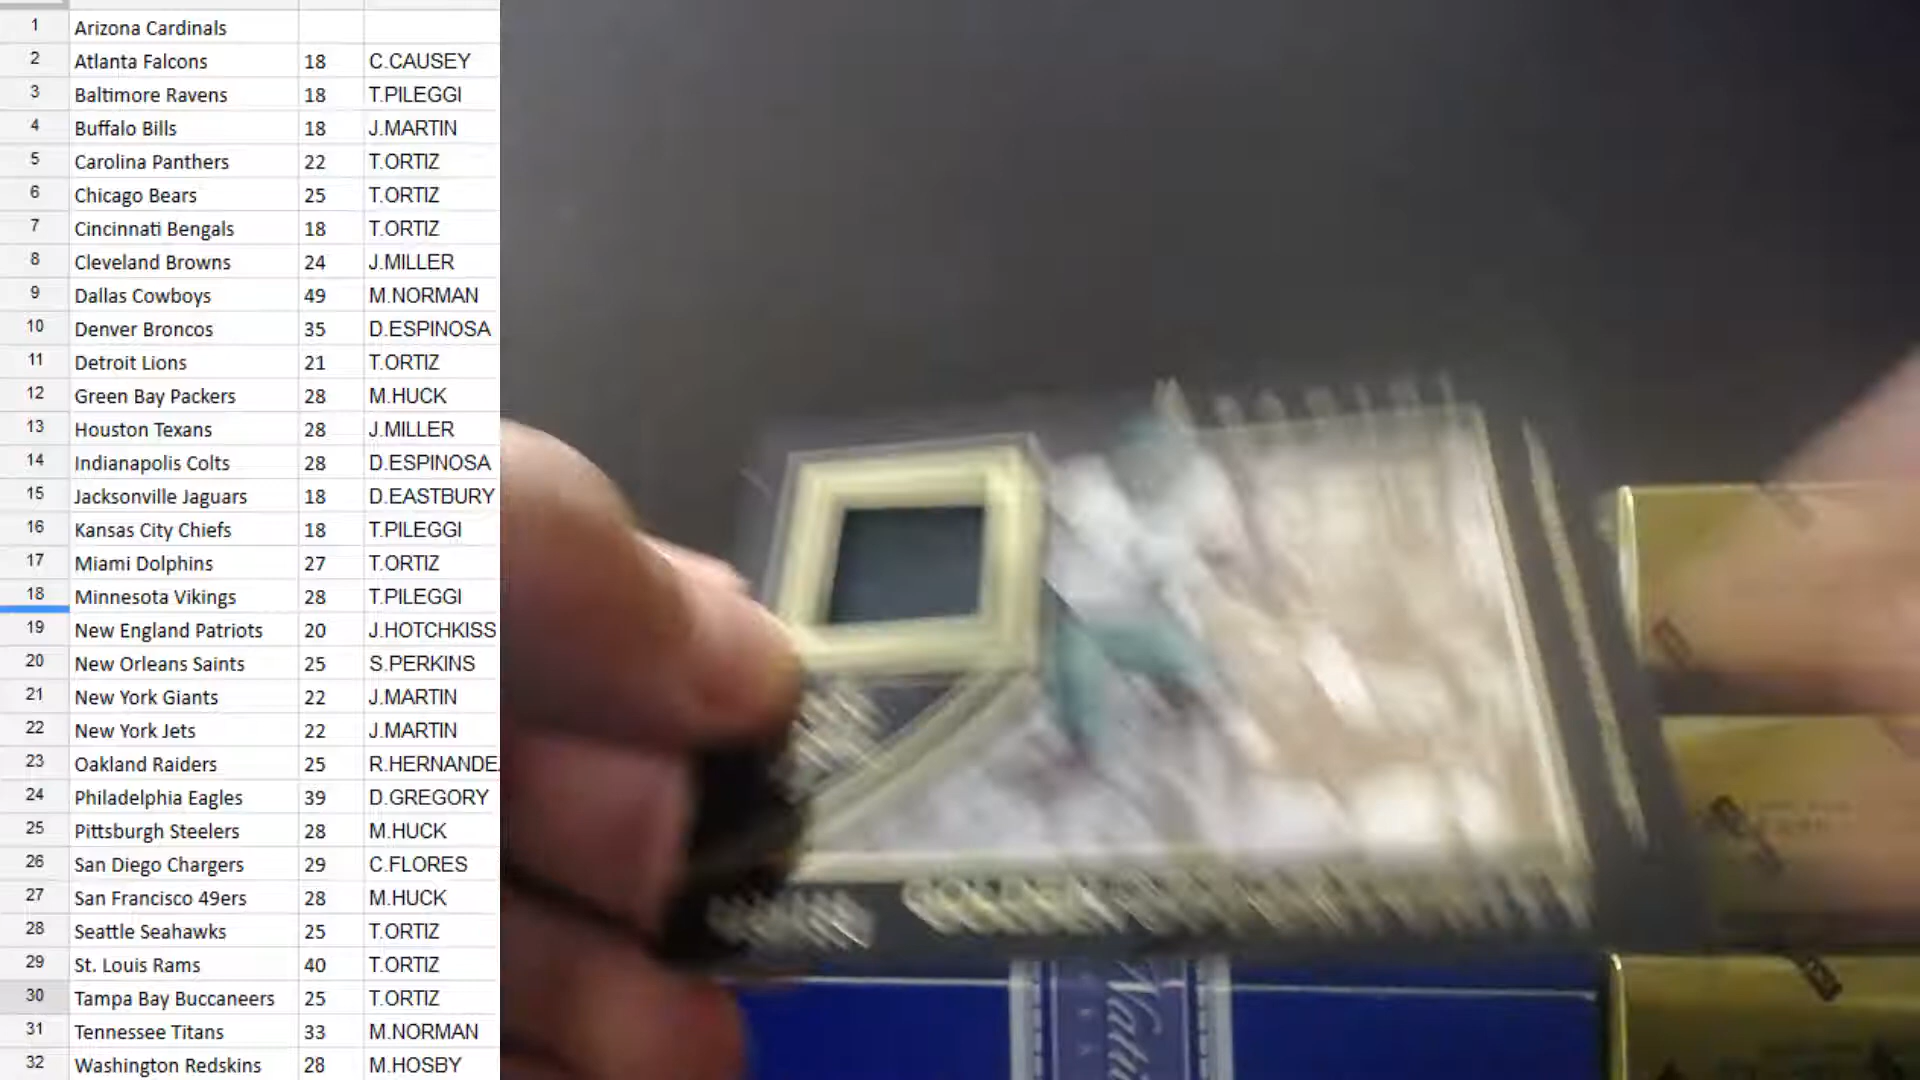 1 Arizona Cardinals
2 Atlanta Falcons 18 C.CAUSEY
3 Baltimore Ravens 18 T.PILEGGI
4 Buffalo Bills 18 J.MARTIN
5 Carolina Panthers 22 T.ORTIZ
6 Chicago Bears 25 T.ORTIZ
7 Cincinnati Bengals 18 T.ORTIZ
8 Cleveland Browns 24 J.MILLER
9 Dallas Cowboys 49 M.NORMAN
10 Denver Broncos 35 D.ESPINOSA
11 Detroit Lions 21 T.ORTIZ
12 Green Bay Packers 28 M.HUCK
13 Houston Texans 28 J.MILLER
14 Indianapolis Colts 28 D.ESPINOSA
15 Jacksonville Jaguars 18 D.EASTBURY
16 Kansas City Chiefs 18 T.PILEGGI
17 Miami Dolphins 27 T.ORTIZ
18 Minnesota Vikings 28 T.PILEGGI
19 New England Patriots 20 J.HOTCHKISS
20 New Orleans Saints 25 S.PERKINS
21 New York Giants 22 J.MARTIN
22 New York Jets 22 J.MARTIN
23 Oakland Raiders 25 R.HERNANDE
24 Philadelphia Eagles 39 D.GREGORY
25 Pittsburgh Steelers 28 M.HUCK
26 San Diego Chargers 29 C.FLORES
27 San Francisco 49ers 28 M.HUCK
28 Seattle Seahawks 25 T.ORTIZ
29 St. Louis Rams 40 T.ORTIZ
30 Tampa Bay Buccaneers 25 T.ORTIZ
31 Tennessee Titans 33 M.NORMAN
32 Washington Redskins 28 M.HOSBY